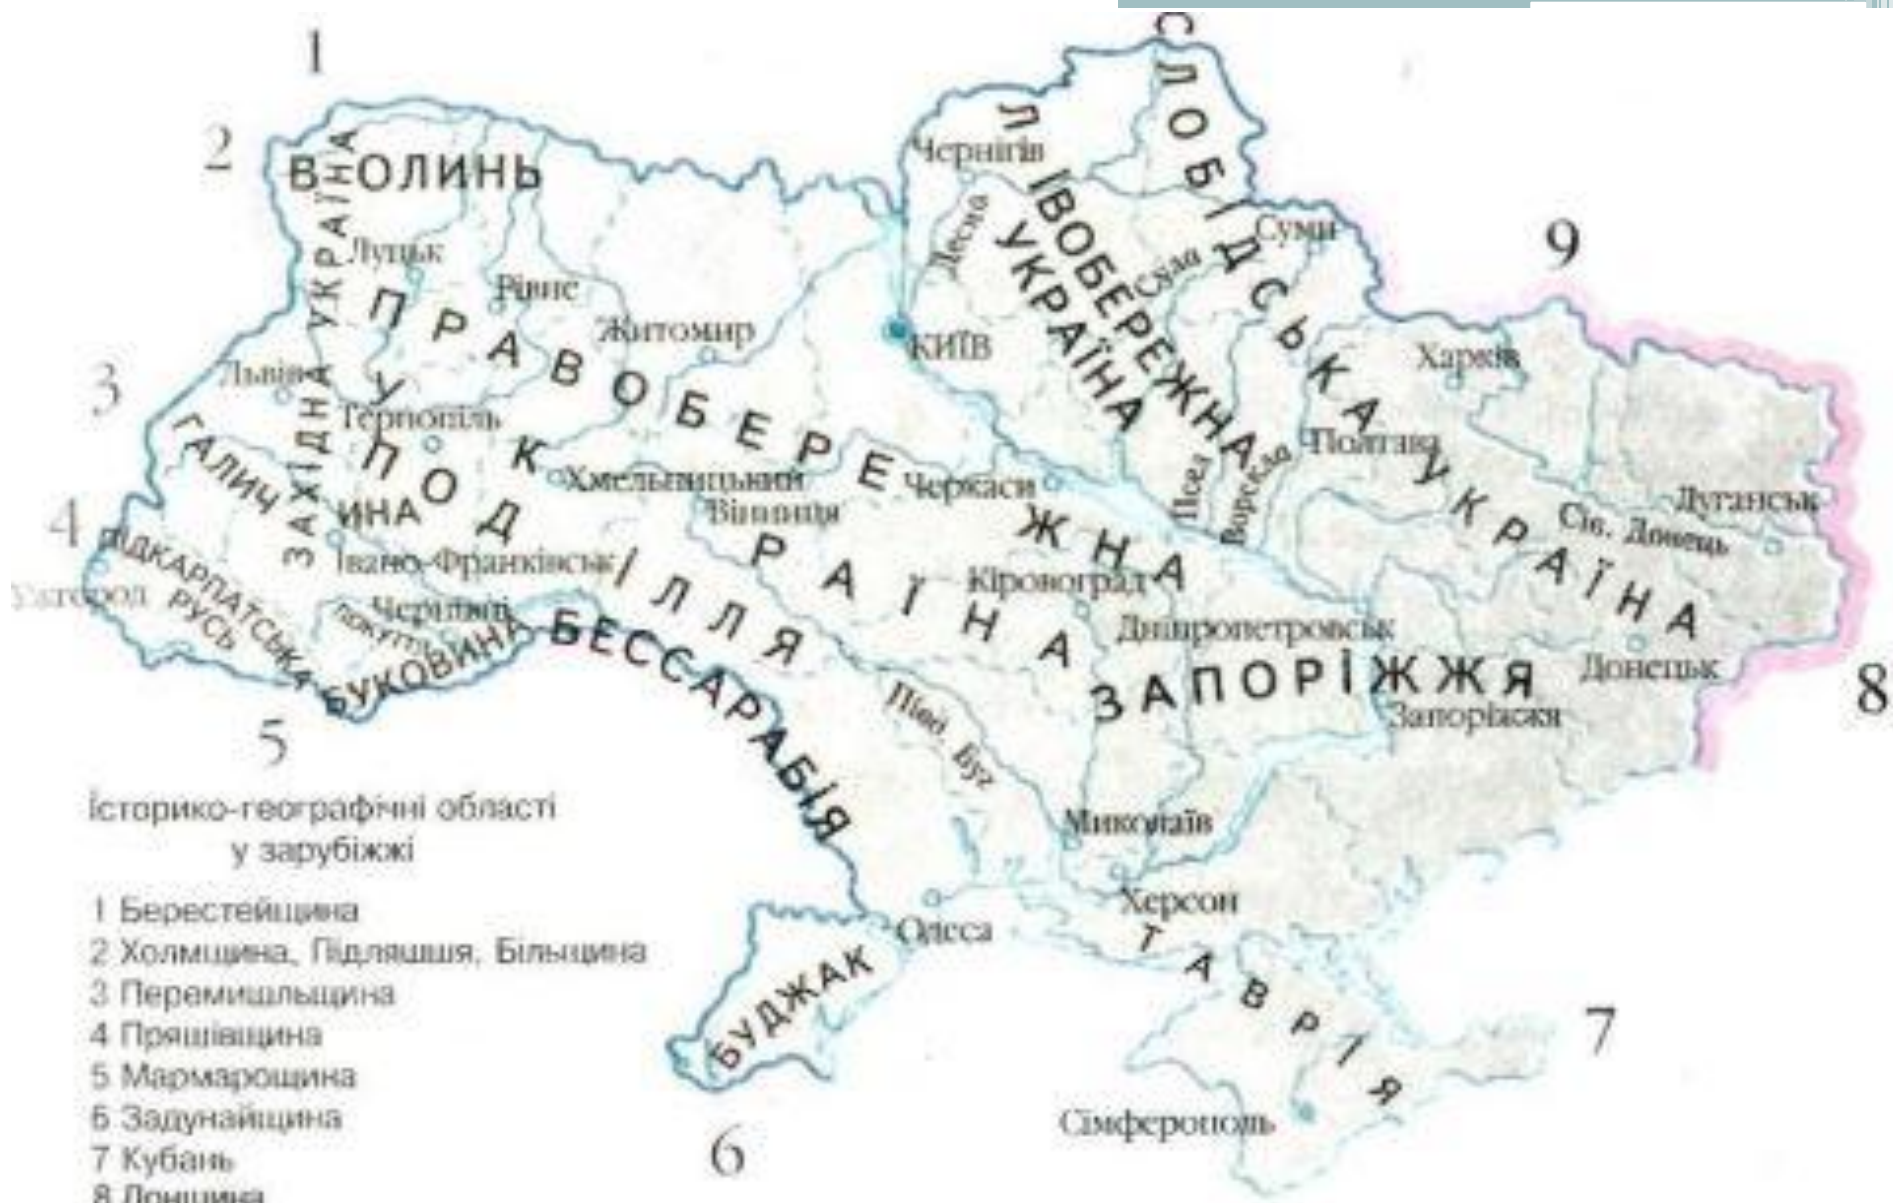 1
2
3
4
5
6
7
8
9
ВОЛИНЬ
ЗАХІДНА УКРАЇНА
ПРАВОБЕРЕЖНА
УКРАЇНА
ЛІВОБЕРЕЖНА
УКРАЇНА
СЛОБІДСЬКА УКРАЇНА
ГАЛИЧИНА
ПОДІЛЛЯ
ПІДКАРПАТСЬКА
РУСЬ
ПОКУТТЯ
БУКОВИНА
БЕССАРАБІЯ
ЗАПОРІЖЖЯ
БУДЖАК
ТАВРІЯ
Чернігів
Десна
Суми
Сула
Луцьк
Рівне
Житомир
КИЇВ
Харків
Львів
Тернопіль
Хмельницький
Вінниця
Черкаси
Псел
Ворскла
Полтава
Луганськ
Сів. Донець
Івано-Франківськ
Ужгород
Чернівці
Кіровоград
Дніпропетровськ
Донецьк
Запоріжжя
Півд Буг
Миколаїв
Херсон
Одеса
Сімферополь
Історико-географічні області
у зарубіжжі
1 Берестейщина
2 Холмщина, Підляшшя, Більщина
3 Перемишльщина
4 Пряшівщина
5 Мармарощина
6 Задунайщина
7 Кубань
8 Донщина